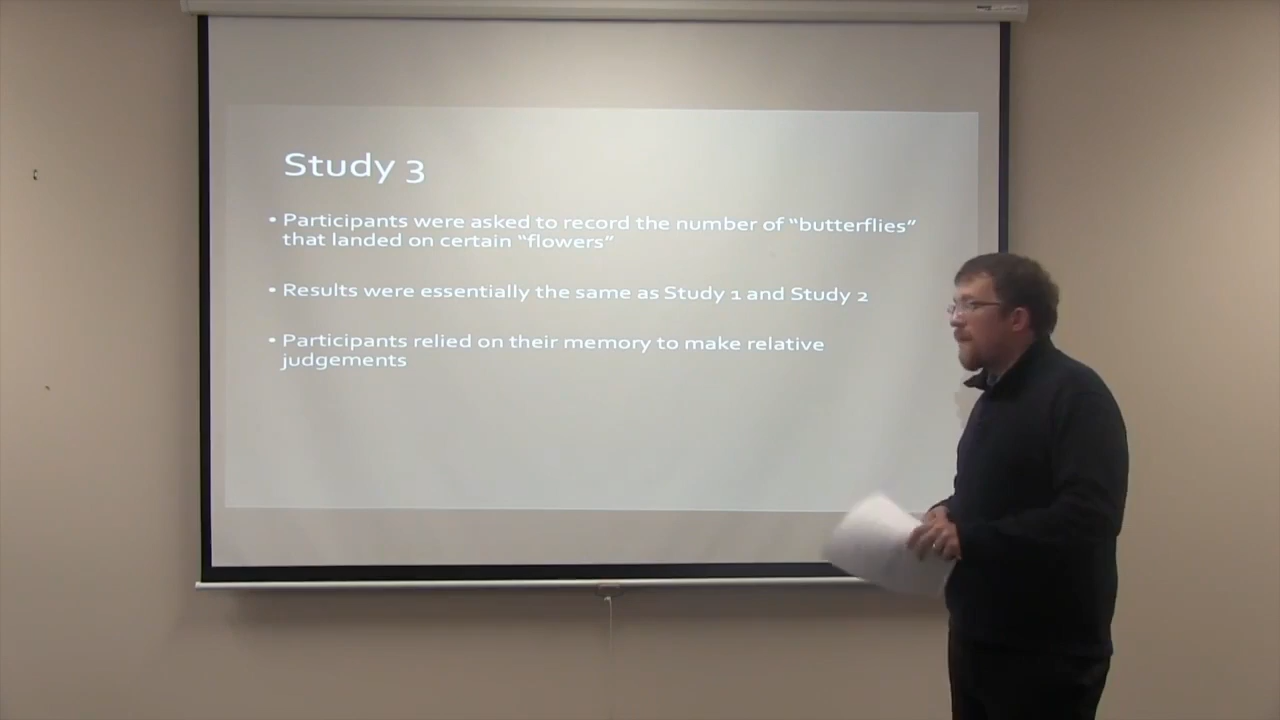 Study 3
• Participants were asked to record the number of “butterflies”
that landed on certain “flowers”
• Results were essentially the same as Study 1 and Study 2
• Participants relied on their memory to make relative
judgements